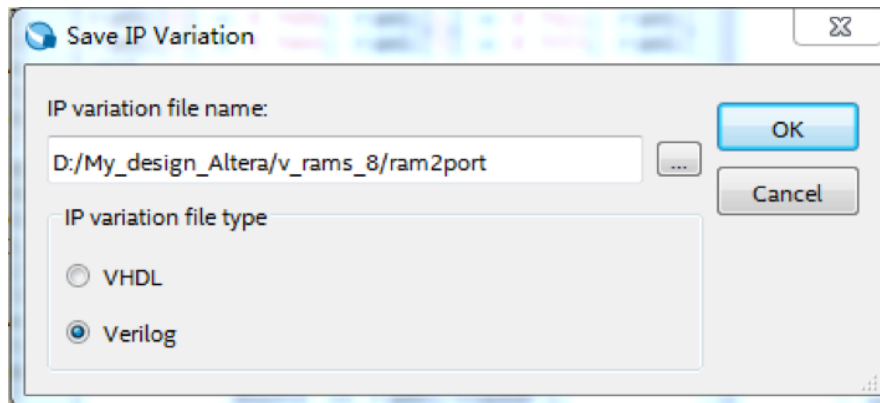 Save IP Variation
IP variation file name:
OK
D:/My_design_Altera/v_rams_8/ram2port
...
Cancel
IP variation file type
VHDL
Verilog